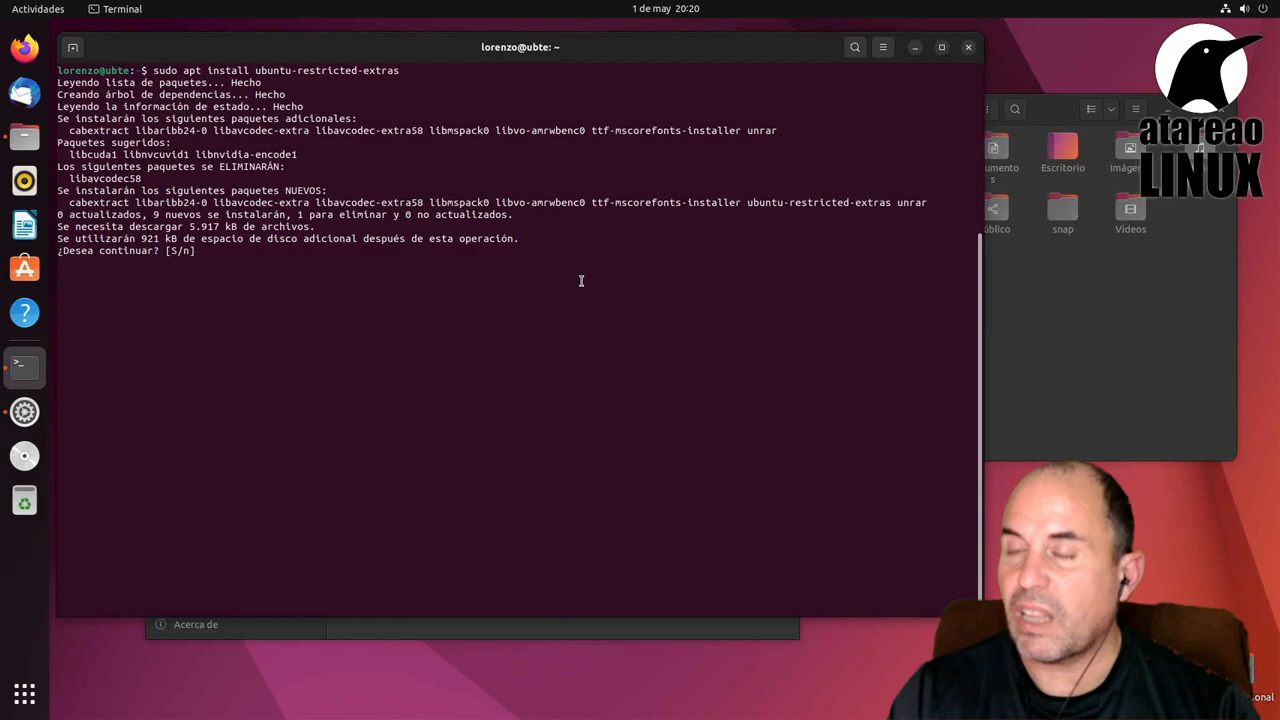 Actividades
Terminal
1 de may 20:20
lorenzo@ubte: ~
lorenzo@ubte:~$ sudo apt install ubuntu-restricted-extras
Leyendo lista de paquetes... Hecho
Creando árbol de dependencias... Hecho
Leyendo la información de estado... Hecho
Se instalarán los siguientes paquetes adicionales:
cabextract libaribb24-0 libavcodec-extra libavcodec-extra58 libmspack0 libvo-amrwbenc0 ttf-mscorefonts-installer unrar
Paquetes sugeridos:
libcuda1 libnvcuvid1 libnvidia-encode1
Los siguientes paquetes se ELIMINARÁN:
libavcodec58
Se instalarán los siguientes paquetes NUEVOS:
cabextract libaribb24-0 libavcodec-extra libavcodec-extra58 libmspack0 libvo-amrwbenc0 ttf-mscorefonts-installer ubuntu-restricted-extras unrar
0 actualizados, 9 nuevos se instalarán, 1 para eliminar y 0 no actualizados.
Se necesita descargar 5.917 kB de archivos.
Se utilizarán 921 kB de espacio de disco adicional después de esta operación.
¿Desea continuar? [S/n]
atareao
LINUX
umento
s
Escritorio
Imáge
úblico
snap
Vídeos
Acerca de
onal